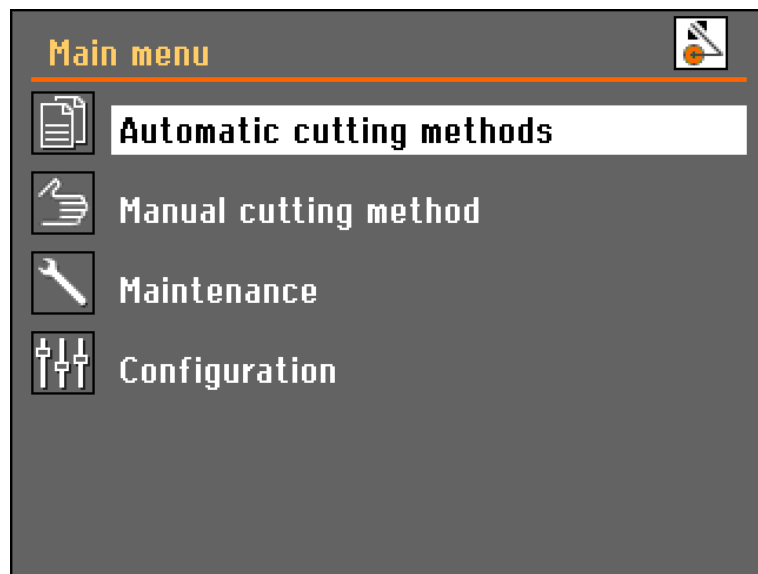 Main menu
Automatic cutting methods
Manual cutting method
Maintenance
Configuration